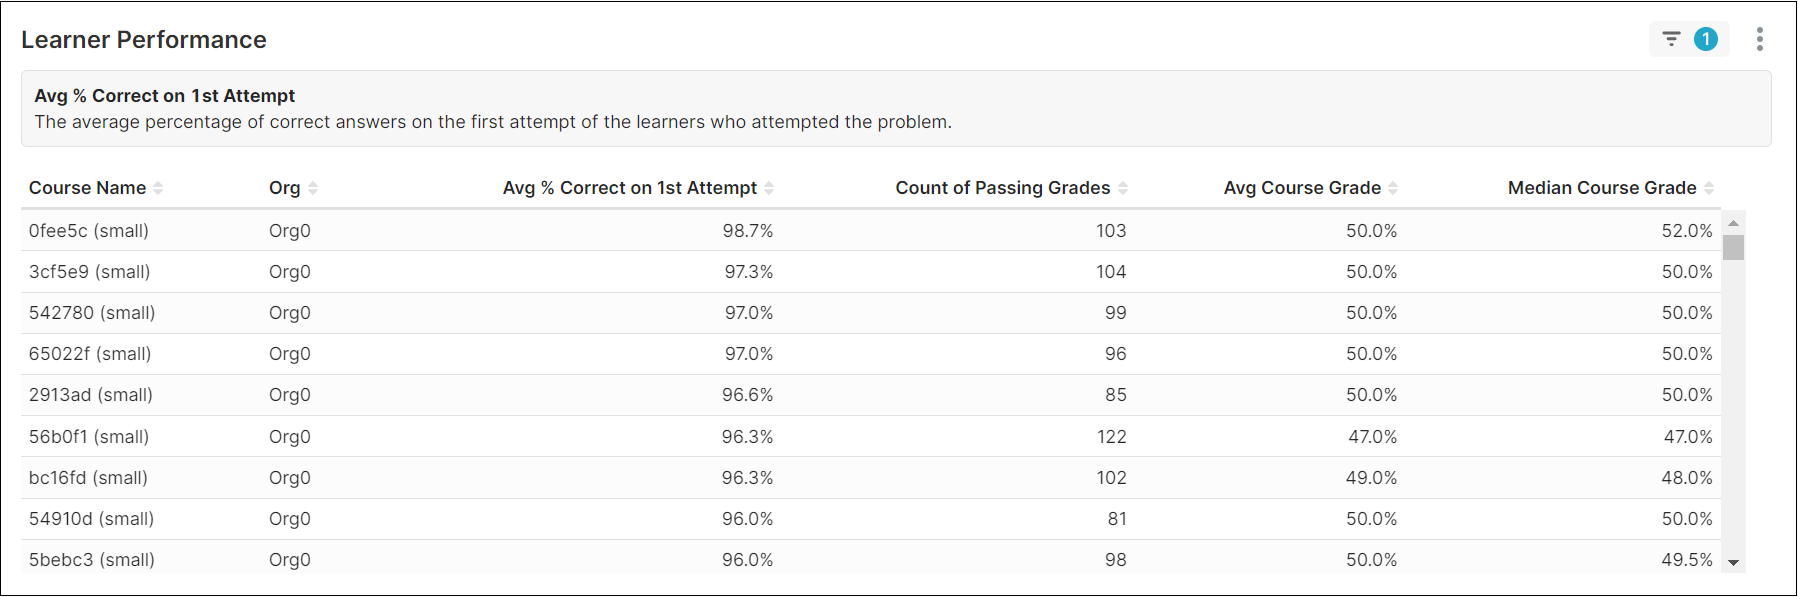 Learner Performance
1
Avg % Correct on 1st Attempt
The average percentage of correct answers on the first attempt of the learners who attempted the problem.
Course Name Org Avg % Correct on 1st Attempt Count of Passing Grades Avg Course Grade Median Course Grade
0fee5c (small) Org0 98.7% 103 50.0% 52.0%
3cf5e9 (small) Org0 97.3% 104 50.0% 50.0%
542780 (small) Org0 97.0% 99 50.0% 50.0%
65022f (small) Org0 97.0% 96 50.0% 50.0%
2913ad (small) Org0 96.6% 85 50.0% 50.0%
56b0f1 (small) Org0 96.3% 122 47.0% 47.0%
bc16fd (small) Org0 96.3% 102 49.0% 48.0%
54910d (small) Org0 96.0% 81 50.0% 50.0%
5bebc3 (small) Org0 96.0% 98 50.0% 49.5%